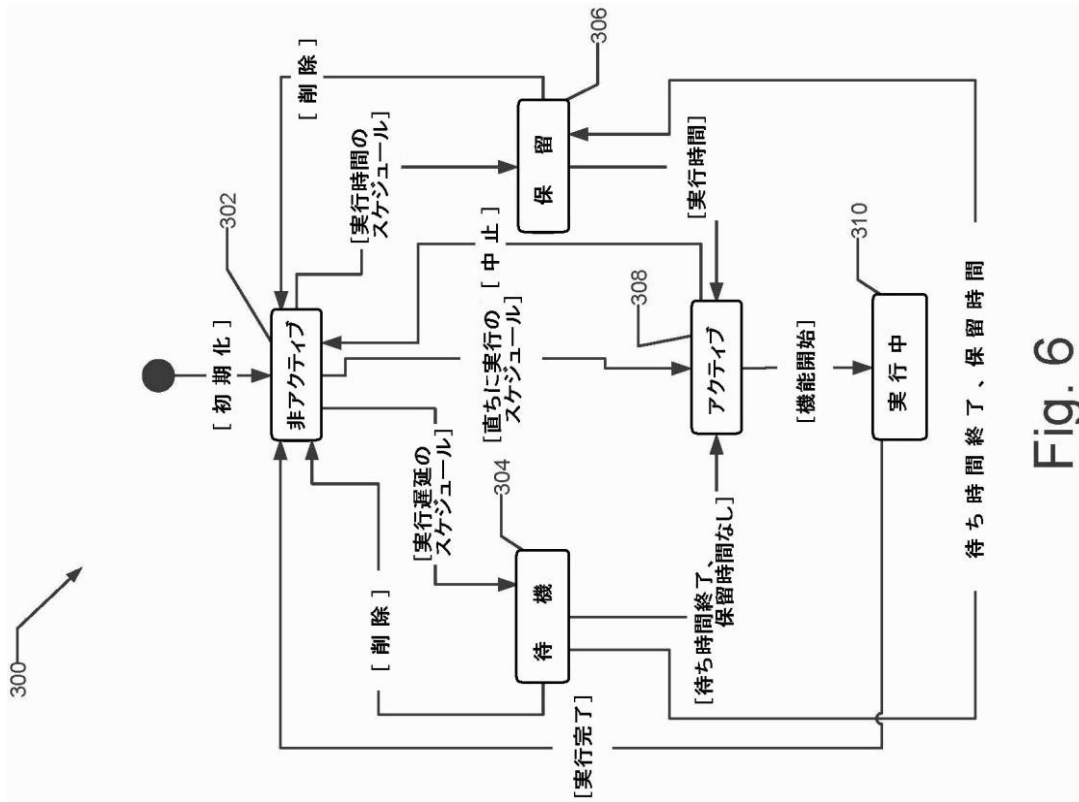 300
[初期化]
302
非アクティブ
[削除]
[実行時間の
スケジュール]
[実行遅延の
スケジュール]
[削除]
304
待機
306
保留
[直ちに実行の
スケジュール]
[中止]
[実行時間]
[待ち時間終了、
保留時間なし]
308
アクティブ
[機能開始]
310
実行中
[実行完了]
待ち時間終了、保留時間
Fig. 6